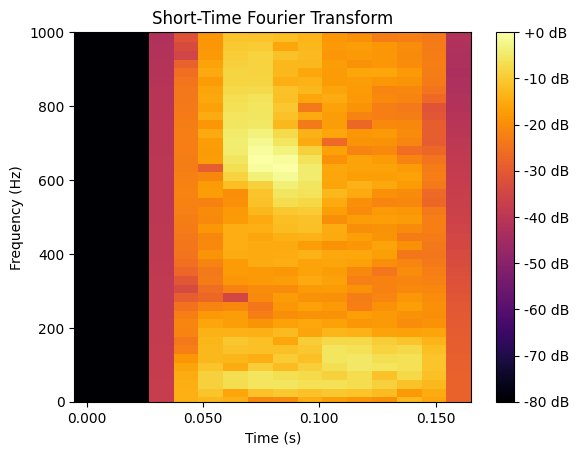 Short-Time Fourier Transform
1000
800
600
400
200
0
Frequency (Hz)
0.000
0.050
0.100
0.150
Time (s)
+0 dB
-10 dB
-20 dB
-30 dB
-40 dB
-50 dB
-60 dB
-70 dB
-80 dB